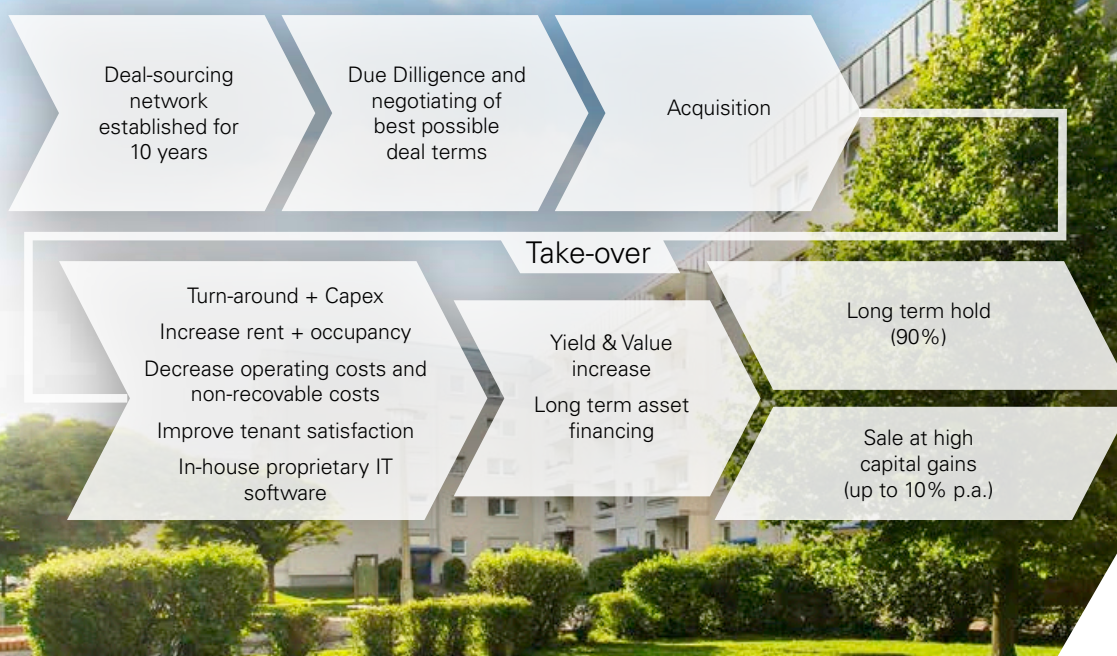 Deal-sourcing
network
established for
10 years
Due Dilligence and
negotiating of
best possible
deal terms
Acquisition
Take-over
Turn-around + Capex
Increase rent + occupancy
Decrease operating costs and
non-recovable costs
Improve tenant satisfaction
In-house proprietary IT
software
Yield & Value
increase
Long term asset
financing
Long term hold
(90%)
Sale at high
capital gains
(up to 10% p.a.)